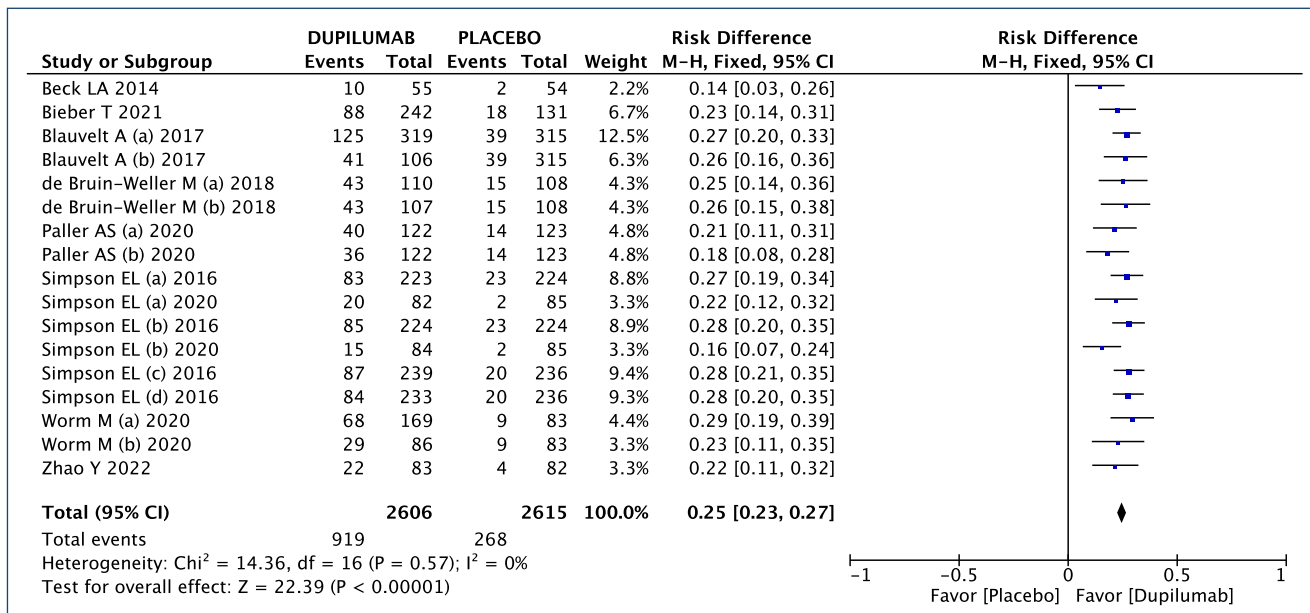 DUPILUMAB PLACEBO Risk Difference Risk Difference
Study or Subgroup Events Total Events Total Weight M-H, Fixed, 95% CI M-H, Fixed, 95% CI
Beck LA 2014 10 55 2 54 2.2% 0.14 [0.03, 0.26]
Bieber T 2021 88 242 18 131 6.7% 0.23 [0.14, 0.31]
Blauvelt A (a) 2017 125 319 39 315 12.5% 0.27 [0.20, 0.33]
Blauvelt A (b) 2017 41 106 39 315 6.3% 0.26 [0.16, 0.36]
de Bruin-Weller M (a) 2018 43 110 15 108 4.3% 0.25 [0.14, 0.36]
de Bruin-Weller M (b) 2018 43 107 15 108 4.3% 0.26 [0.15, 0.38]
Paller AS (a) 2020 40 122 14 123 4.8% 0.21 [0.11, 0.31]
Paller AS (b) 2020 36 122 14 123 4.8% 0.18 [0.08, 0.28]
Simpson EL (a) 2016 83 223 23 224 8.8% 0.27 [0.19, 0.34]
Simpson EL (a) 2020 20 82 2 85 3.3% 0.22 [0.12, 0.32]
Simpson EL (b) 2016 85 224 23 224 8.9% 0.28 [0.20, 0.35]
Simpson EL (b) 2020 15 84 2 85 3.3% 0.16 [0.07, 0.24]
Simpson EL (c) 2016 87 239 20 236 9.4% 0.28 [0.21, 0.35]
Simpson EL (d) 2016 84 233 20 236 9.3% 0.28 [0.20, 0.35]
Worm M (a) 2020 68 169 9 83 4.4% 0.29 [0.19, 0.39]
Worm M (b) 2020 29 86 9 83 3.3% 0.23 [0.11, 0.35]
Zhao Y 2022 22 83 4 82 3.3% 0.22 [0.11, 0.32]
Total (95% CI) 2606 2615 100.0% 0.25 [0.23, 0.27]
Total events 919 268
Heterogeneity: Chi² = 14.36, df = 16 (P = 0.57); I² = 0%
Test for overall effect: Z = 22.39 (P < 0.00001)
-1 -0.5 0 0.5 1
Favor [Placebo] Favor [Dupilumab]